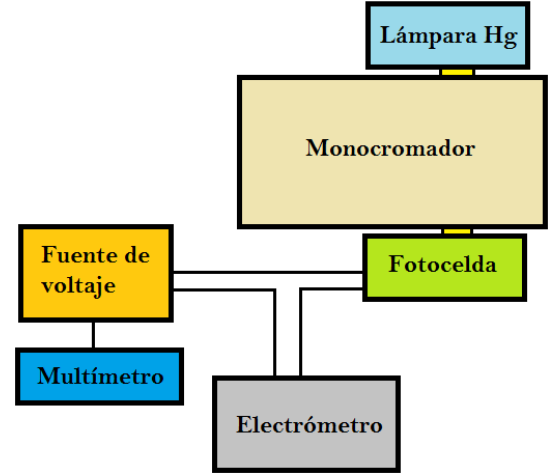 Lámpara Hg
Monocromador
Fuente de
voltaje
Fotocelda
Multímetro
Electrómetro